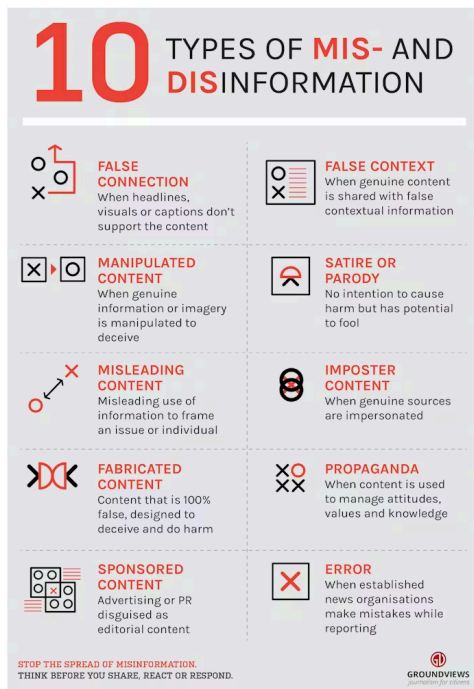 10 TYPES OF MIS- AND
DISINFORMATION
FALSE
CONNECTION
When headlines,
visuals or captions don't
support the content
FALSE CONTEXT
When genuine content
is shared with false
contextual information
MANIPULATED
CONTENT
When genuine
information or imagery
is manipulated to
deceive
SATIRE OR
PARODY
No intention to cause
harm but has potential
to fool
MISLEADING
CONTENT
Misleading use of
information to frame
an issue or individual
IMPOSTER
CONTENT
When genuine sources
are impersonated
FABRICATED
CONTENT
Content that is 100%
false, designed to
deceive and do harm
PROPAGANDA
When content is used
to manage attitudes,
values and knowledge
SPONSORED
CONTENT
Advertising or PR
disguised as
editorial content
ERROR
When established
news organisations
make mistakes while
reporting
STOP THE SPREAD OF MISINFORMATION.
THINK BEFORE YOU SHARE, REACT OR RESPOND.
GROUNDVIEWS
journalism for citizens